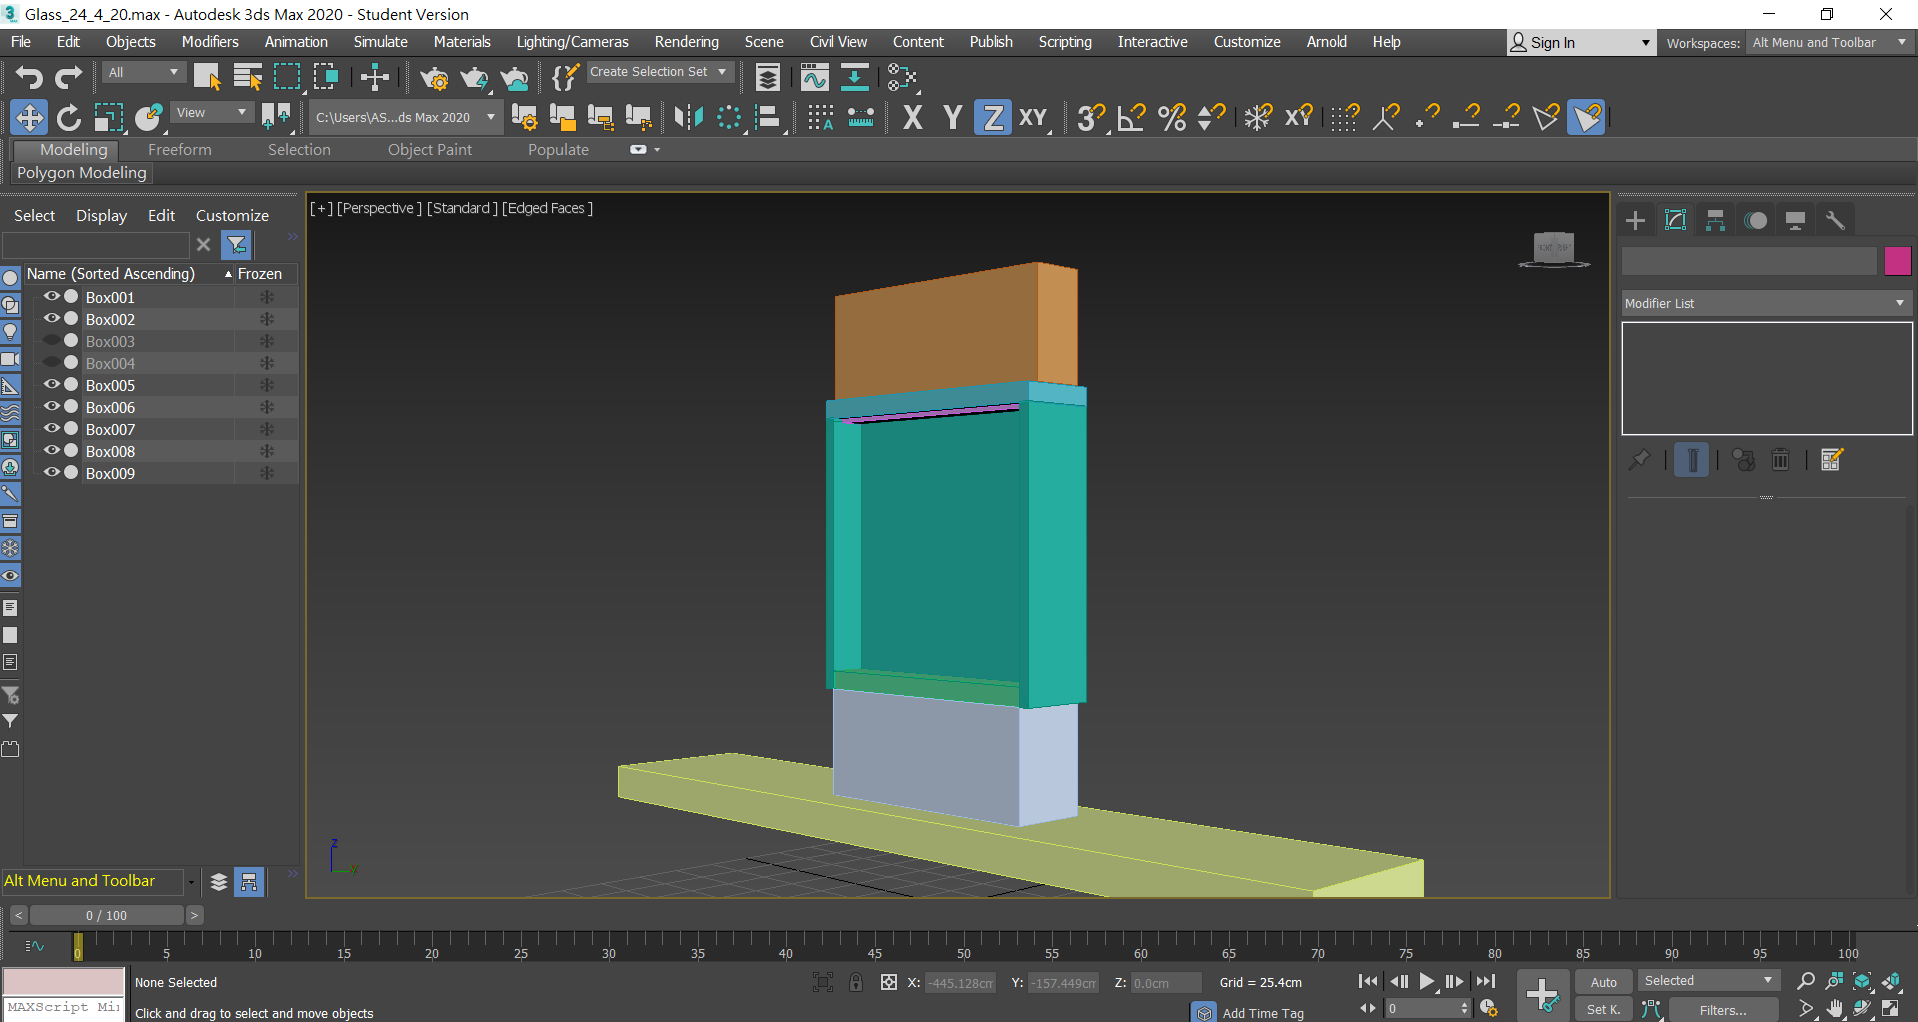 Glass_24_4_20.max - Autodesk 3ds Max 2020 - Student Version
File Edit Objects Modifiers Animation Simulate Materials Lighting/Cameras Rendering Scene Civil View Content Publish Scripting Interactive Customize Arnold Help Sign In Workspaces: Alt Menu and Toolbar
All Create Selection Set
View C:\Users\AS...ds Max 2020 X Y Z XY 3
Modeling Freeform Selection Object Paint Populate
Polygon Modeling
Select Display Edit Customize
[+] [Perspective ] [Standard ] [Edged Faces ]
Name (Sorted Ascending) Frozen
Box001
Box002
Box003
Box004
Box005
Box006
Box007
Box008
Box009
Modifier List
z
y
Alt Menu and Toolbar
< 0 / 100 >
0 5 10 15 20 25 30 35 40 45 50 55 60 65 70 75 80 85 90 95 100
None Selected X: -445.128cm Y: -157.449cm Z: 0.0cm Grid = 25.4cm Auto Selected
MAXScript Mi
Click and drag to select and move objects Add Time Tag 0 Set K. Filters...